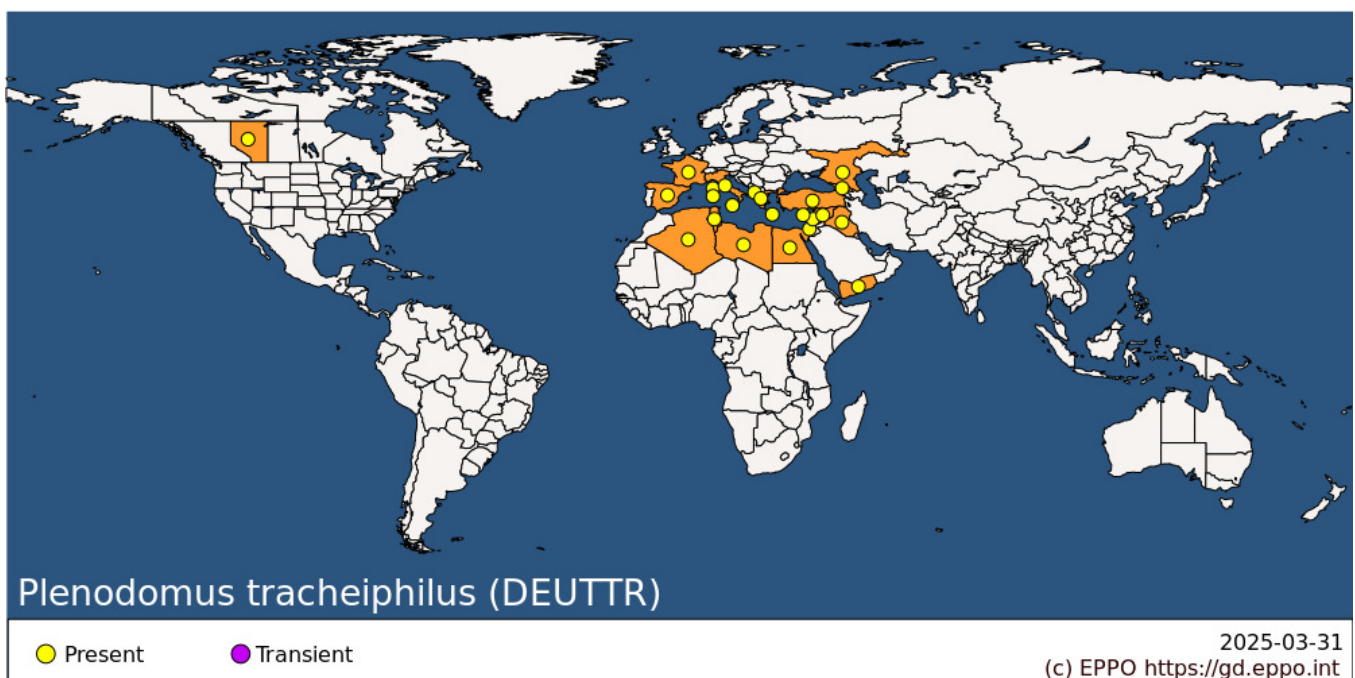 Plenodomus tracheiphilus (DEUTTR)
Present
Transient
2025-03-31
(c) EPPO https://gd.eppo.int